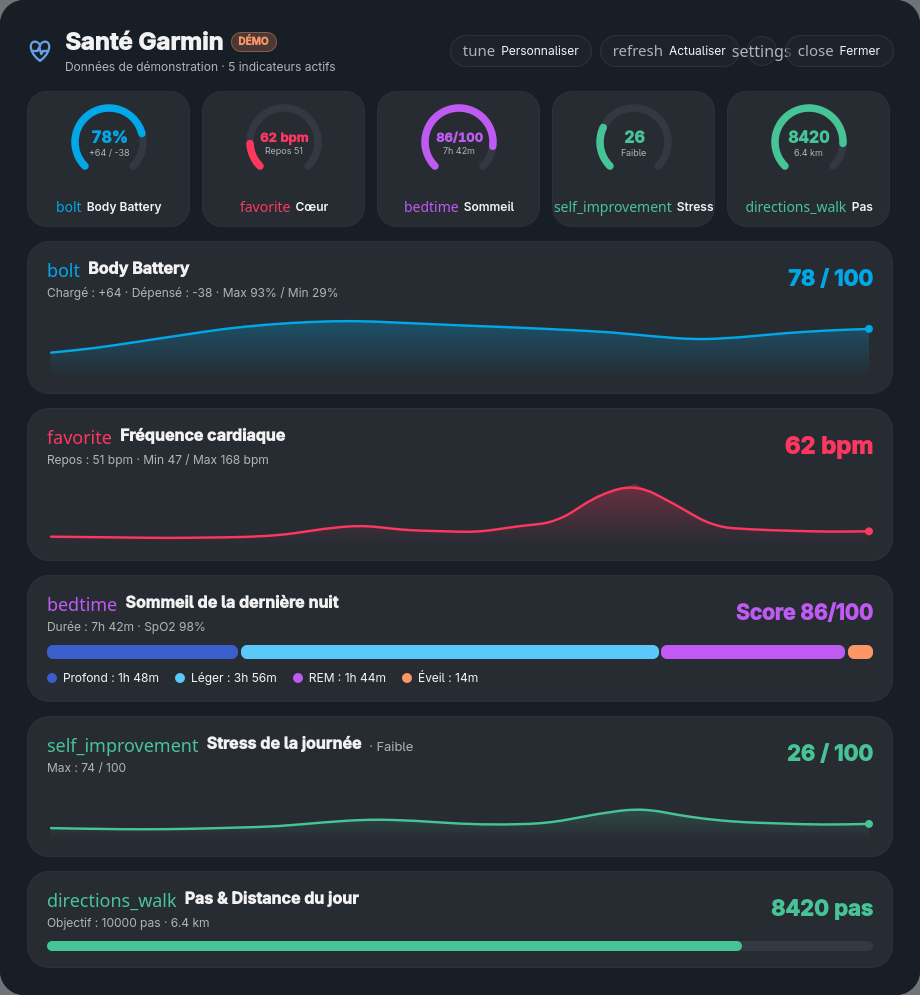 Santé Garmin DÉMO
Données de démonstration · 5 indicateurs actifs
tune Personnaliser
refresh Actualiser
settings
close Fermer
78%
+64 / -38
bolt Body Battery
62 bpm
Repos 51
favorite Cœur
86/100
7h 42m
bedtime Sommeil
26
Faible
self_improvement Stress
8420
6.4 km
directions_walk Pas
bolt Body Battery
Chargé : +64 · Dépensé : -38 · Max 93% / Min 29%
78 / 100
favorite Fréquence cardiaque
Repos : 51 bpm · Min 47 / Max 168 bpm
62 bpm
bedtime Sommeil de la dernière nuit
Durée : 7h 42m · SpO2 98%
Score 86/100
Profond : 1h 48m
Léger : 3h 56m
REM : 1h 44m
Éveil : 14m
self_improvement Stress de la journée · Faible
Max : 74 / 100
26 / 100
directions_walk Pas & Distance du jour
Objectif : 10000 pas · 6.4 km
8420 pas